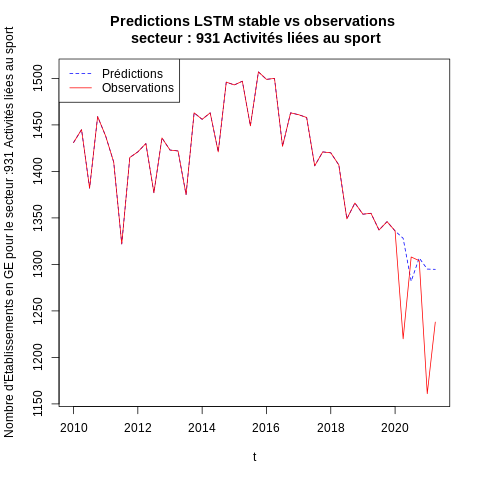 Predictions LSTM stable vs observations
secteur : 931 Activités liées au sport
Nombre d'Etablissements en GE pour le secteur :931 Activités liées au sport
Prédictions
Observations
1500
1450
1400
1350
1300
1250
1200
1150
2010 2012 2014 2016 2018 2020
t